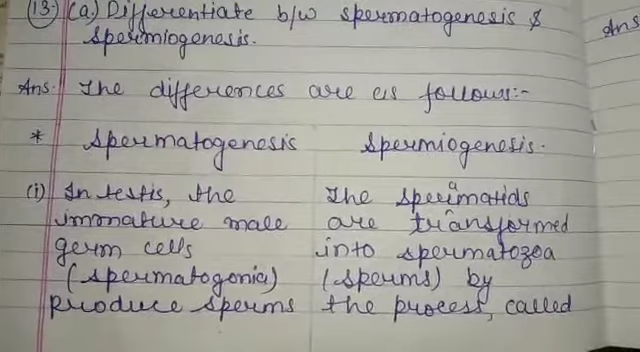 13. (a) Differentiate b/w spermatogenesis &
spermiogenesis.
Ans
Ans. The differences are as follows:-
* Spermatogenesis Spermiogenesis.
(i) In testis, the The spermatids
immature male are transformed
germ cells into spermatozoa
(spermatogonia) (sperms) by
produce sperms the process, called